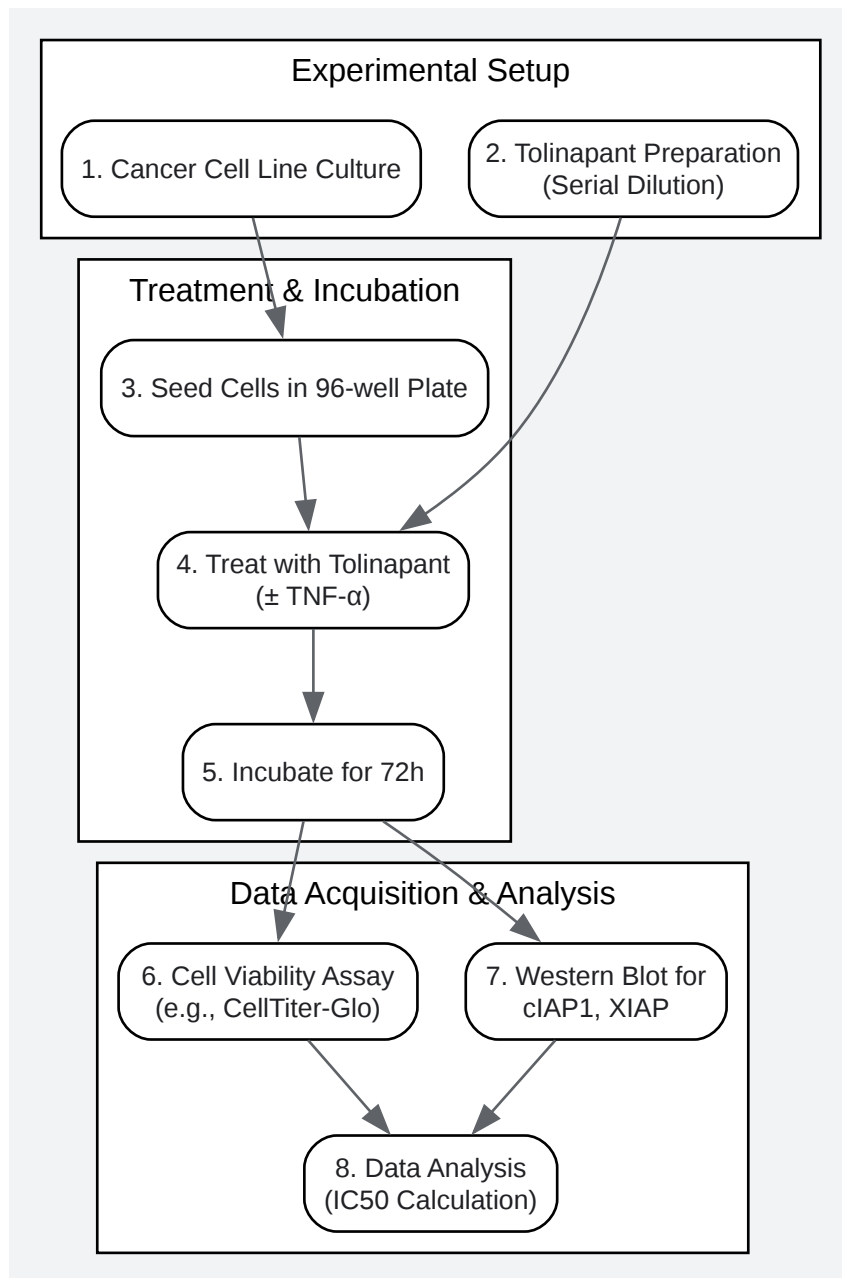 Experimental Setup
1. Cancer Cell Line Culture
2. Tolinapant Preparation
(Serial Dilution)
Treatment & Incubation
3. Seed Cells in 96-well Plate
4. Treat with Tolinapant
(± TNF-α)
5. Incubate for 72h
Data Acquisition & Analysis
6. Cell Viability Assay
(e.g., CellTiter-Glo)
7. Western Blot for
cIAP1, XIAP
8. Data Analysis
(IC50 Calculation)